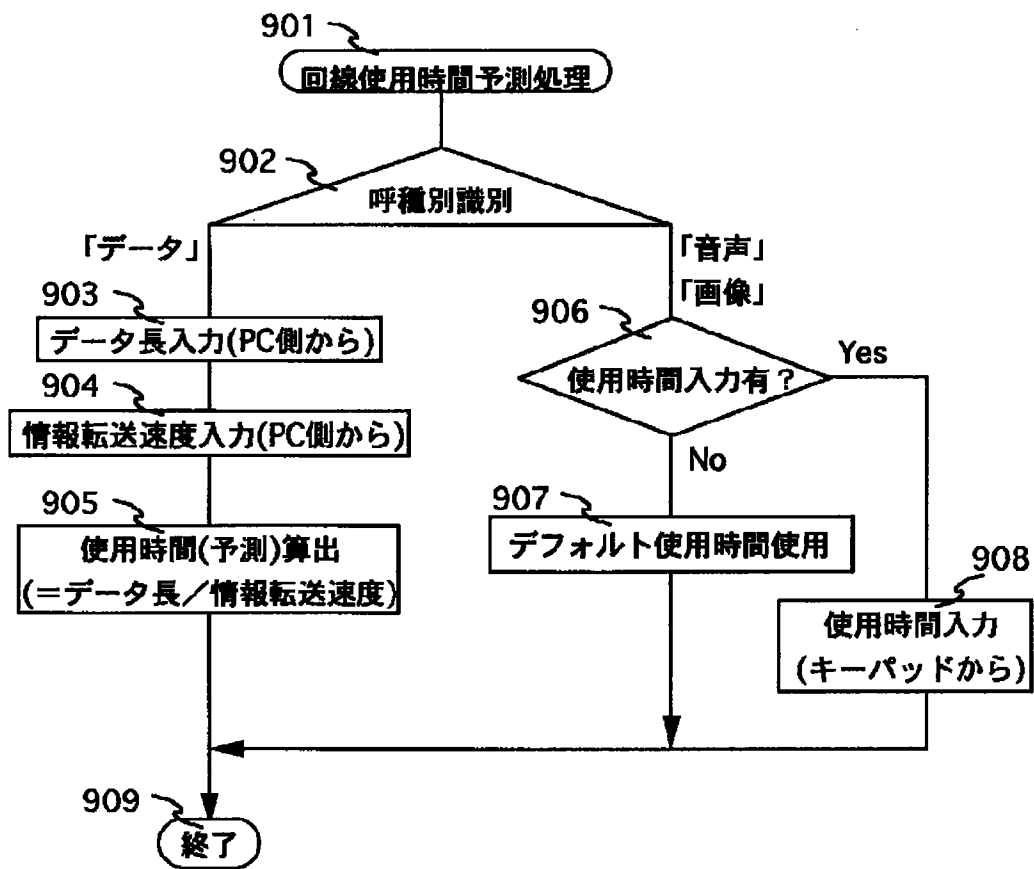 901
回線使用時間予測処理
902
呼種別識別
「データ」
「音声」
「画像」
903
データ長入力(PC側から)
904
情報転送速度入力(PC側から)
905
使用時間(予測)算出
(=データ長/情報転送速度)
906
使用時間入力有?
Yes
No
907
デフォルト使用時間使用
908
使用時間入力
(キーパッドから)
909
終了